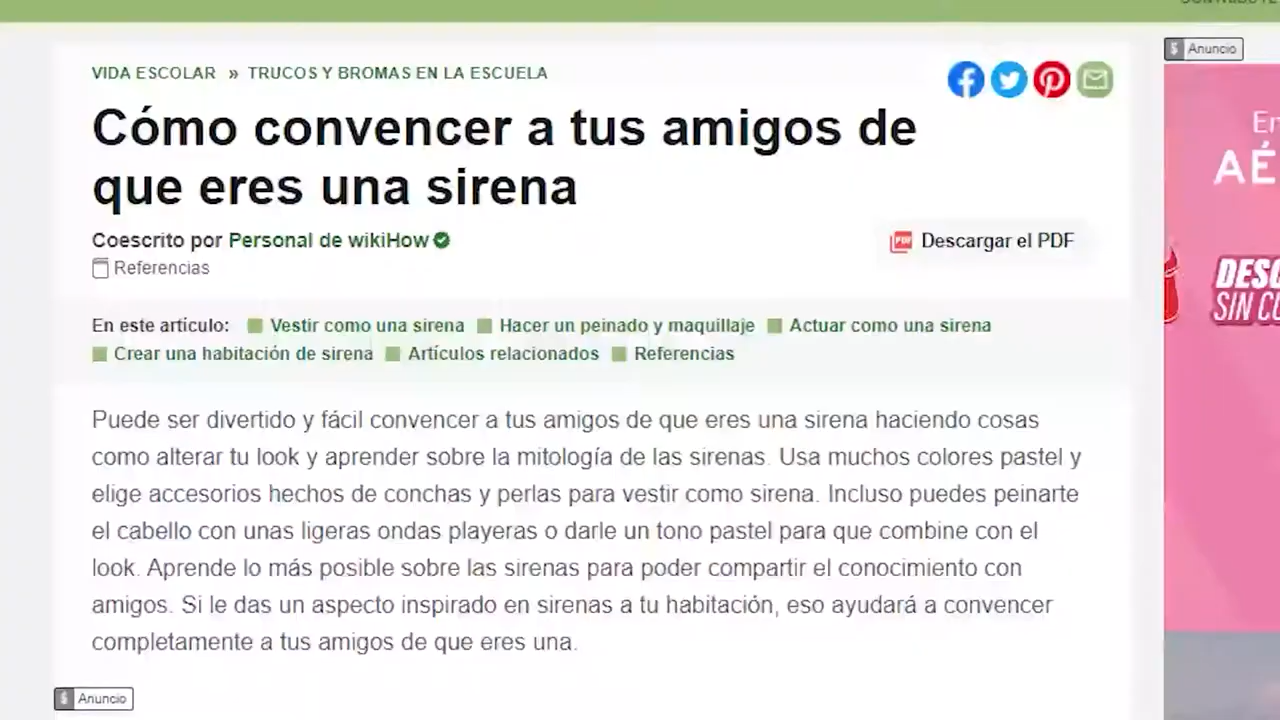 VIDA ESCOLAR » TRUCOS Y BROMAS EN LA ESCUELA
Cómo convencer a tus amigos de
que eres una sirena
Coescrito por Personal de wikiHow
Referencias
Descargar el PDF
En este artículo: Vestir como una sirena Hacer un peinado y maquillaje Actuar como una sirena
Crear una habitación de sirena Artículos relacionados Referencias
Puede ser divertido y fácil convencer a tus amigos de que eres una sirena haciendo cosas
como alterar tu look y aprender sobre la mitología de las sirenas. Usa muchos colores pastel y
elige accesorios hechos de conchas y perlas para vestir como sirena. Incluso puedes peinarte
el cabello con unas ligeras ondas playeras o darle un tono pastel para que combine con el
look. Aprende lo más posible sobre las sirenas para poder compartir el conocimiento con
amigos. Si le das un aspecto inspirado en sirenas a tu habitación, eso ayudará a convencer
completamente a tus amigos de que eres una.
$ Anuncio
$ Anuncio
En
AÉ
DESC
SIN CO